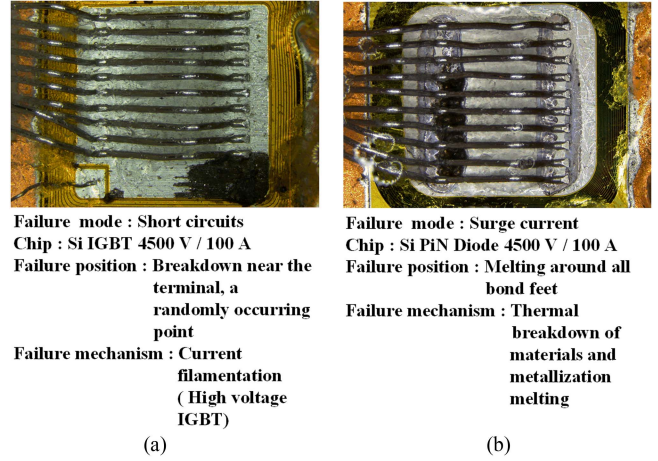 Failure mode : Short circuits
Chip : Si IGBT 4500 V / 100 A
Failure position : Breakdown near the
terminal, a
randomly occurring
point
Failure mechanism : Current
filamentation
( High voltage
IGBT)
(a)
Failure mode : Surge current
Chip : Si PiN Diode 4500 V / 100 A
Failure position : Melting around all
bond feet
Failure mechanism : Thermal
breakdown of
materials and
metallization
melting
(b)